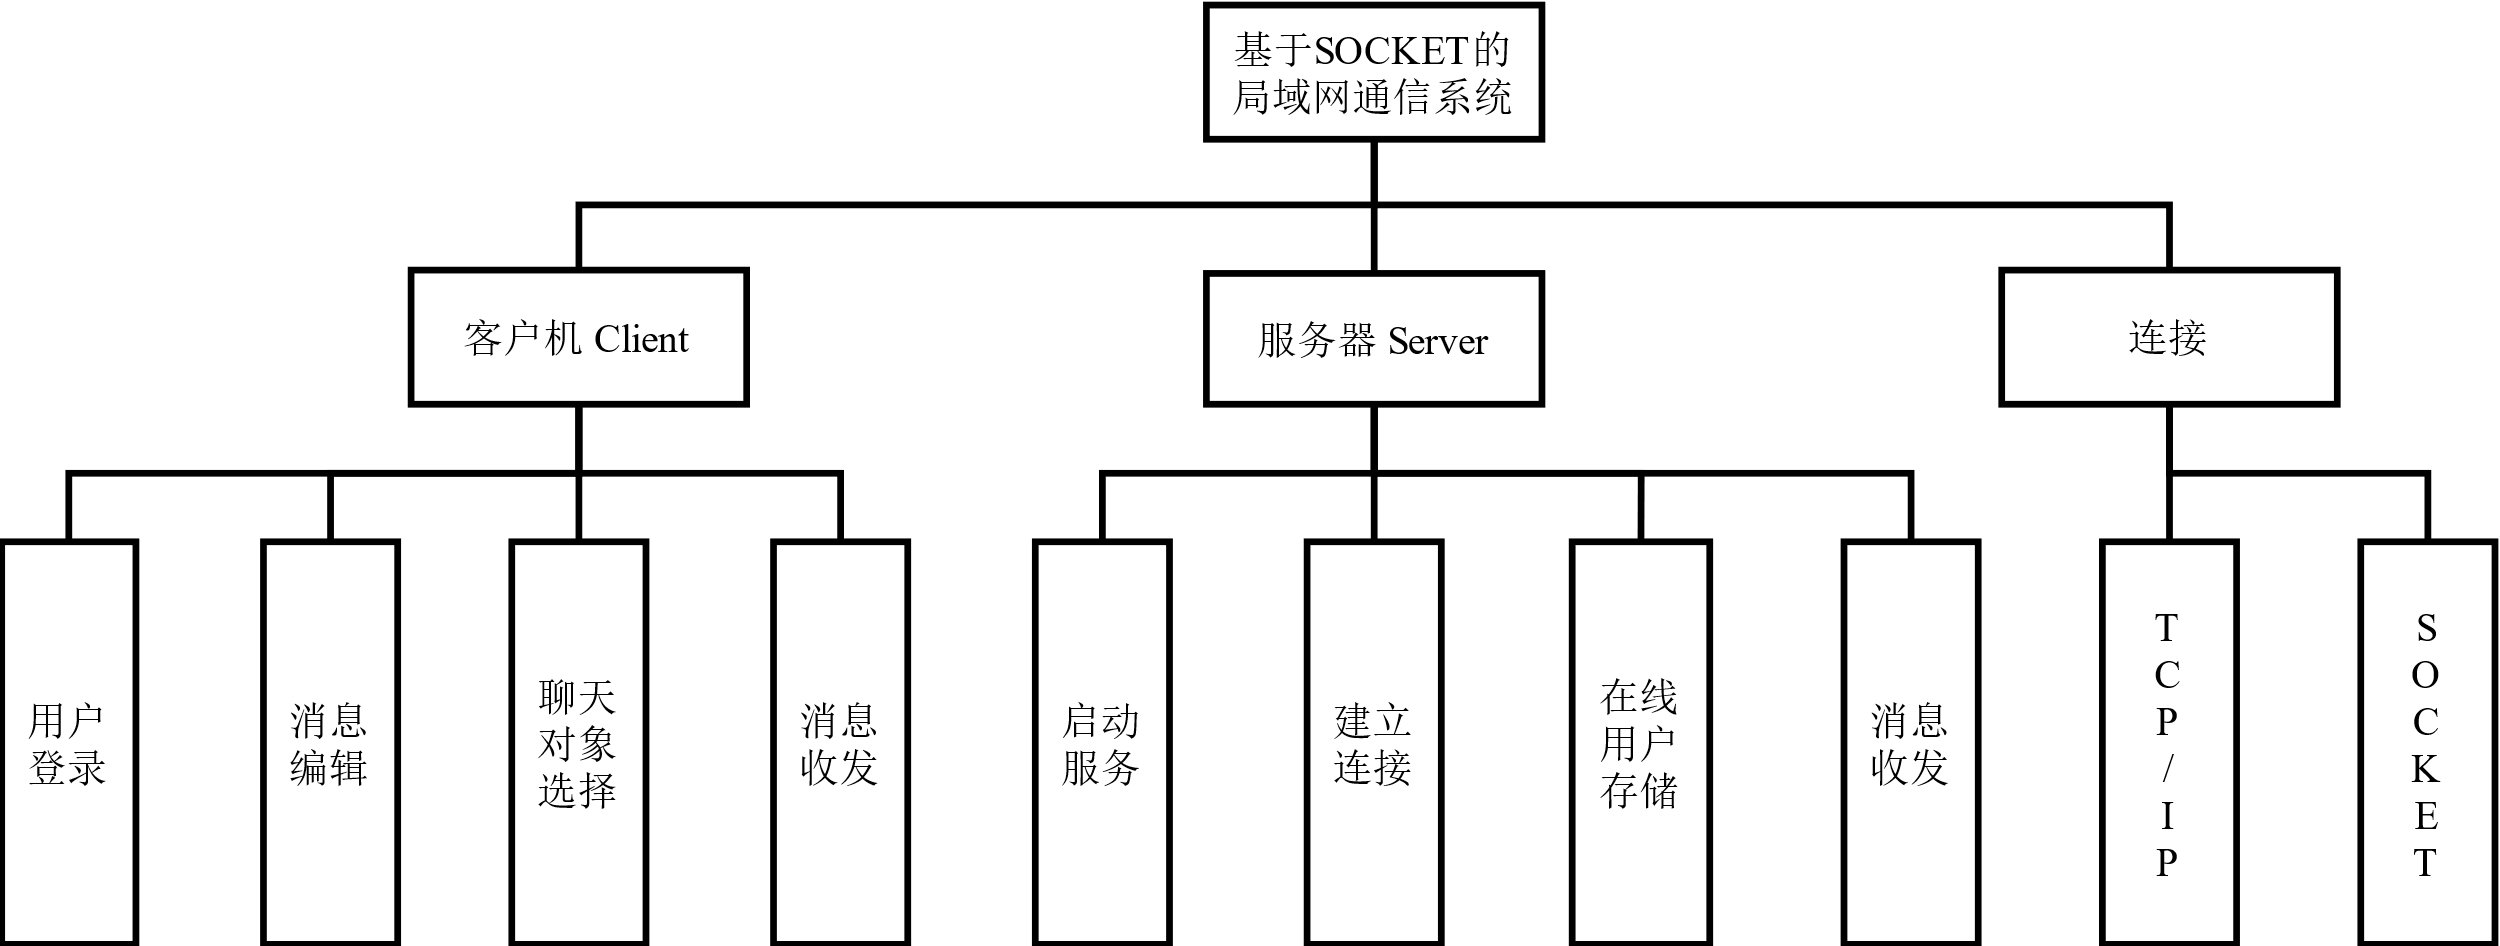 基于SOCKET的
局域网通信系统
客户机 Client
服务器 Server
连接
用户
登录
消息
编辑
聊天
对象
选择
消息
收发
启动
服务
建立
连接
在线
用户
存储
消息
收发
T
C
P
/
I
P
S
O
C
K
E
T